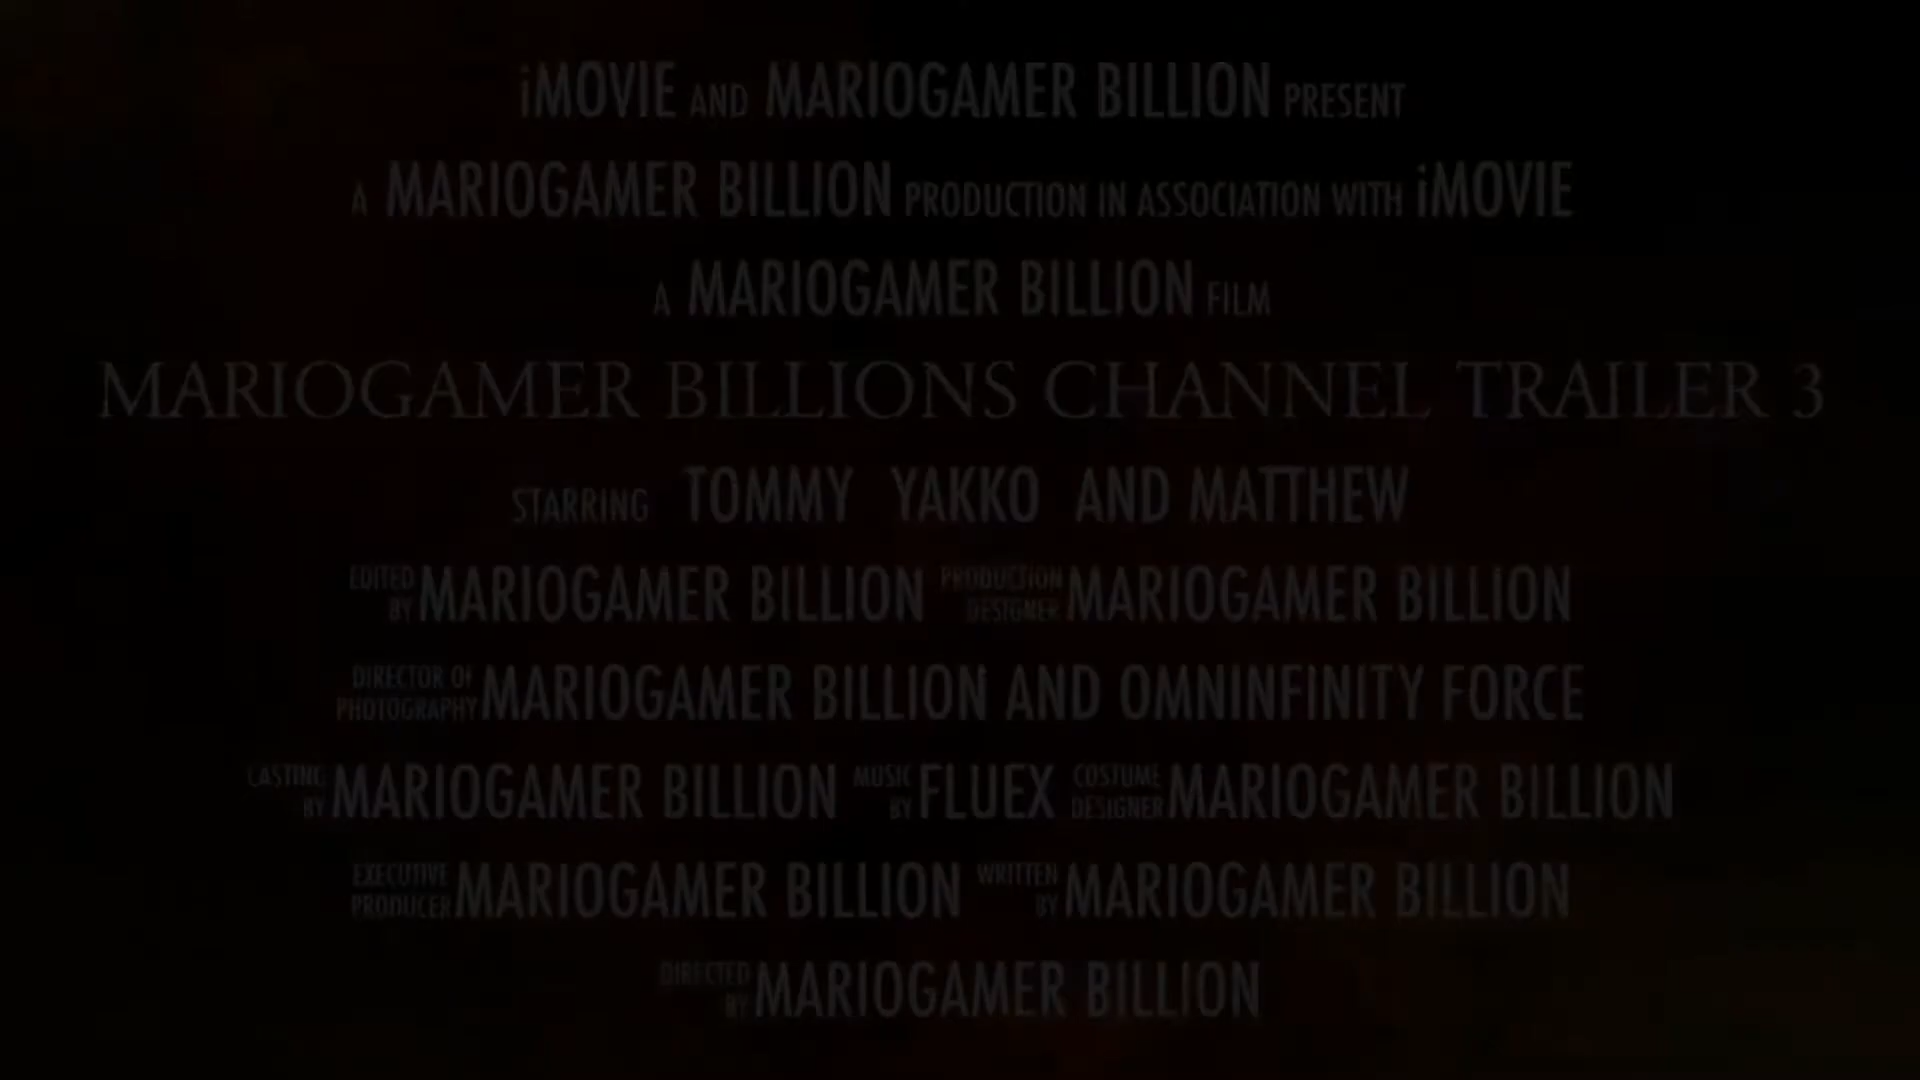 iMOVIE AND MARIOGAMER BILLION PRESENT
A MARIOGAMER BILLION PRODUCTION IN ASSOCIATION WITH iMOVIE
A MARIOGAMER BILLION FILM
MARIOGAMER BILLIONS CHANNEL TRAILER 3
STARRING TOMMY YAKKO AND MATTHEW
EDITED BY MARIOGAMER BILLION PRODUCTION DESIGNER MARIOGAMER BILLION
DIRECTOR OF PHOTOGRAPHY MARIOGAMER BILLION AND OMNINFINITY FORCE
CASTING BY MARIOGAMER BILLION MUSIC BY FLUEX COSTUME DESIGNER MARIOGAMER BILLION
EXECUTIVE PRODUCER MARIOGAMER BILLION WRITTEN BY MARIOGAMER BILLION
DIRECTED BY MARIOGAMER BILLION